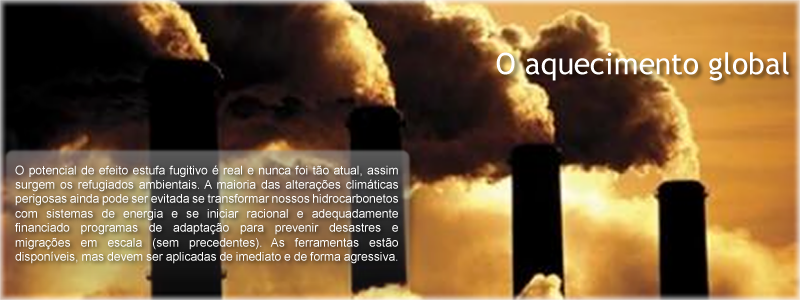 O aquecimento global
O potencial de efeito estufa fugitivo é real e nunca foi tão atual, assim
surgem os refugiados ambientais. A maioria das alterações climáticas
perigosas ainda pode ser evitada se transformar nossos hidrocarbonetos
com sistemas de energia e se iniciar racional e adequadamente
financiado programas de adaptação para prevenir desastres e
migrações em escala (sem precedentes). As ferramentas estão
disponíveis, mas devem ser aplicadas de imediato e de forma agressiva.